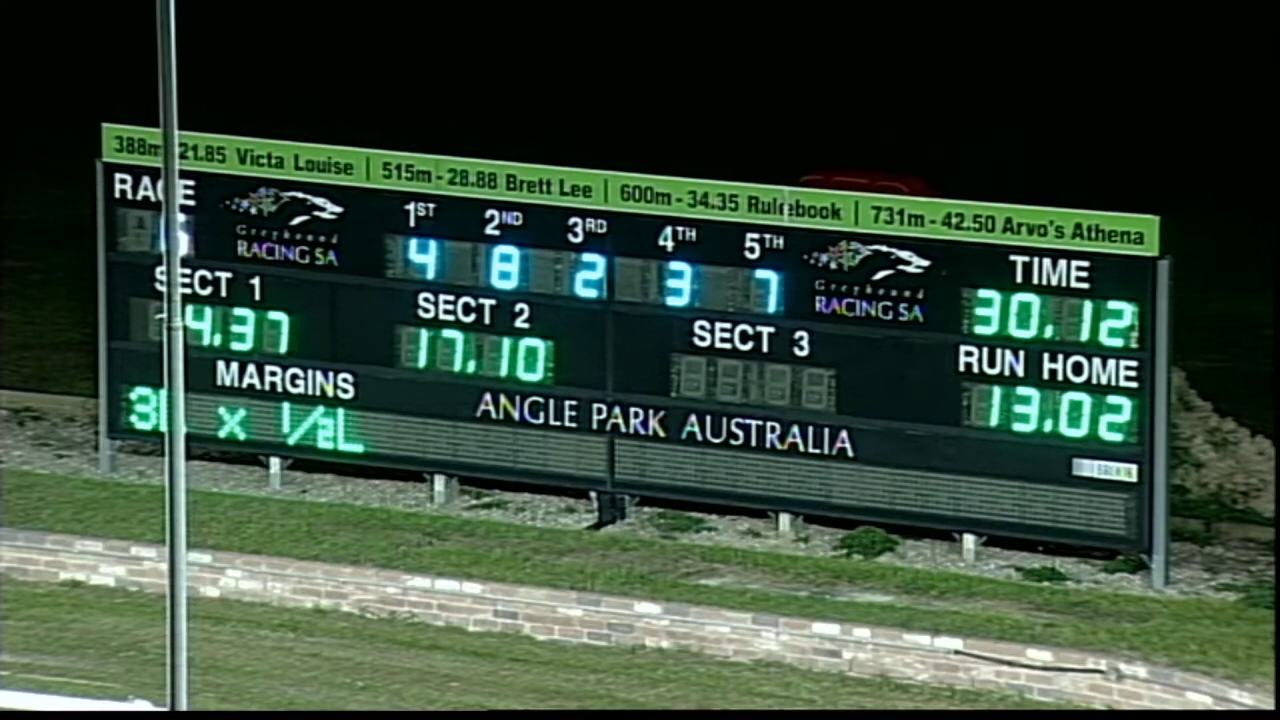 388m 21.85 Victa Louise | 515m - 28.88 Brett Lee | 600m - 34.35 Rulebook | 731m - 42.50 Arvo's Athena
RACE
Greyhound
RACING SA
1ST 2ND 3RD 4TH 5TH
4 8 2 3 7
Greyhound
RACING SA
TIME
30.12
SECT 1
4.37
SECT 2
17.10
SECT 3
RUN HOME
13.02
MARGINS
3L x 1/2L
ANGLE PARK AUSTRALIA